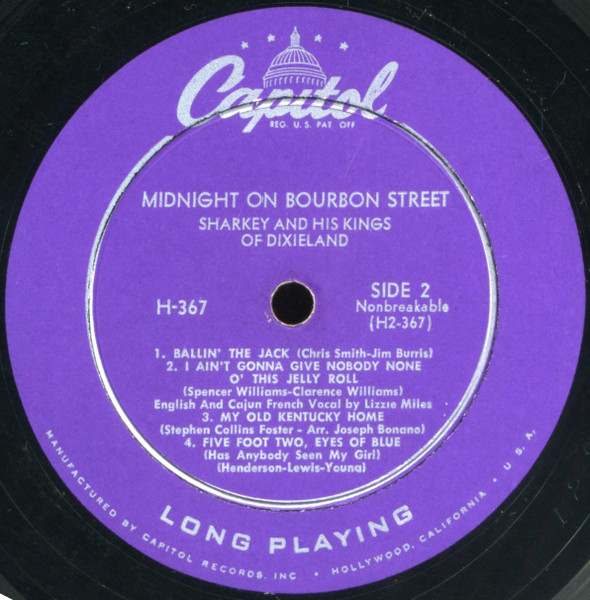 Capitol
REG. U.S. PAT. OFF
MIDNIGHT ON BOURBON STREET
SHARKEY AND HIS KINGS
OF DIXIELAND
H-367
SIDE 2
Nonbreakable
(H2-367)
1. BALLIN' THE JACK (Chris Smith-Jim Burris)
2. I AIN'T GONNA GIVE NOBODY NONE
O' THIS JELLY ROLL
(Spencer Williams-Clarence Williams)
English And Cajun French Vocal by Lizzie Miles
3. MY OLD KENTUCKY HOME
(Stephen Collins Foster - Arr. Joseph Bonano)
4. FIVE FOOT TWO, EYES OF BLUE
(Has Anybody Seen My Girl)
(Henderson-Lewis-Young)
LONG PLAYING
MANUFACTURED BY CAPITOL RECORDS, INC • HOLLYWOOD, CALIFORNIA • U.S.A.